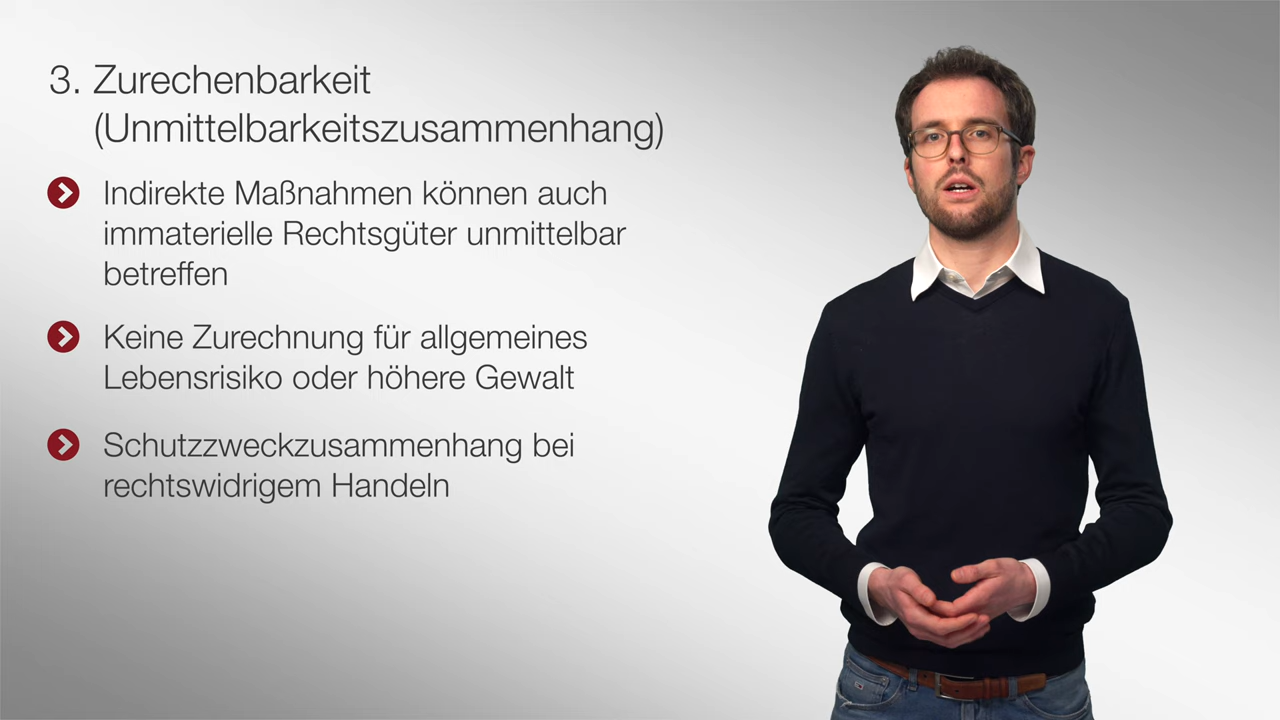 3. Zurechenbarkeit
(Unmittelbarkeitszusammenhang)
Indirekte Maßnahmen können auch
immaterielle Rechtsgüter unmittelbar
betreffen
Keine Zurechnung für allgemeines
Lebensrisiko oder höhere Gewalt
Schutzzweckzusammenhang bei
rechtswidrigem Handeln